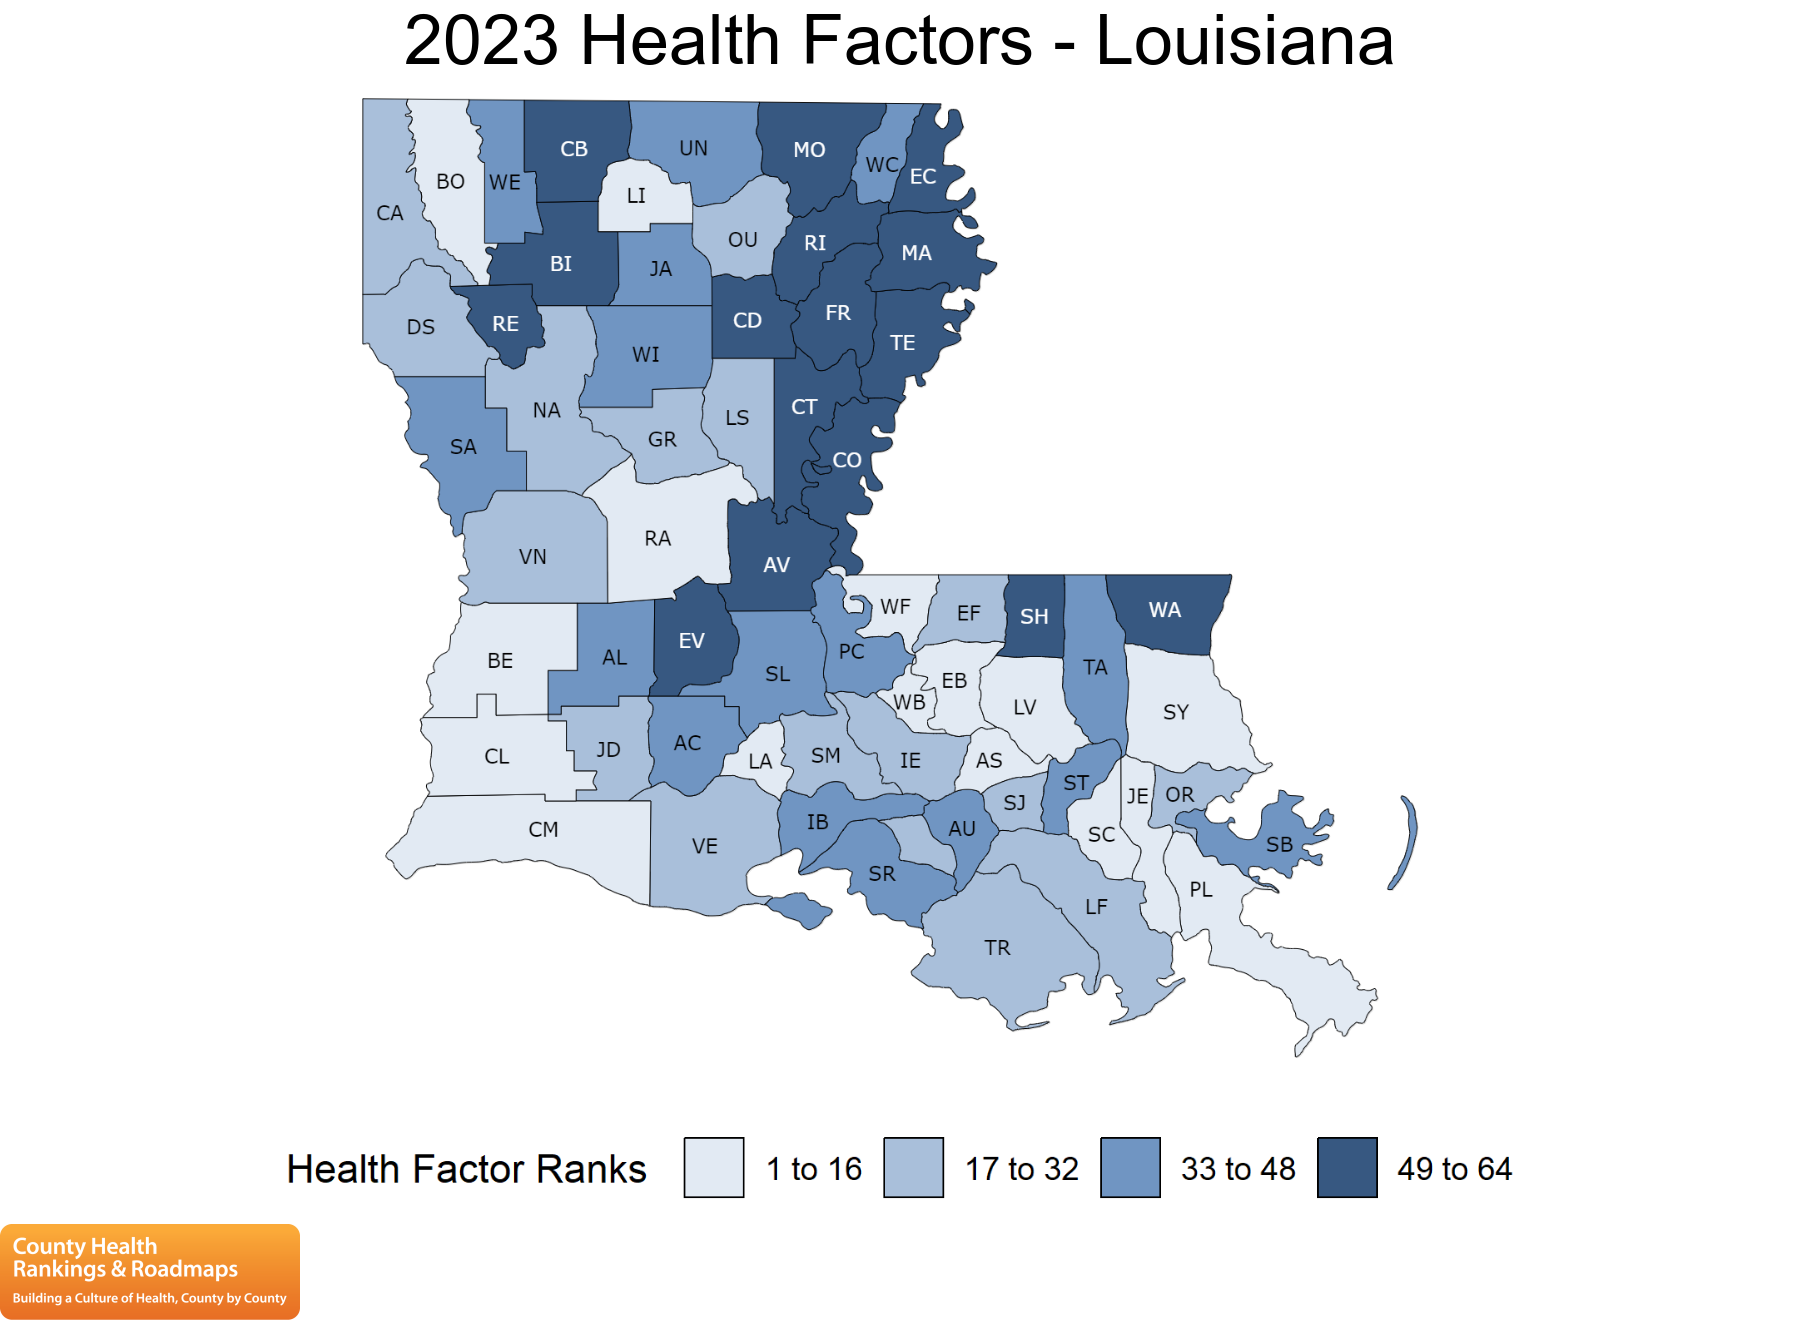 2023 Health Factors - Louisiana
CA
BO
WE
CB
UN
MO
WC
EC
LI
OU
RI
MA
BI
JA
DS
RE
CD
FR
TE
WI
NA
LS
CT
SA
GR
CO
VN
RA
AV
WF
EF
SH
WA
BE
AL
EV
SL
PC
EB
TA
WB
LV
SY
CL
JD
AC
LA
SM
IE
AS
ST
JE
OR
SJ
CM
VE
IB
AU
SC
SB
SR
PL
LF
TR
Health Factor Ranks
1 to 16
17 to 32
33 to 48
49 to 64
County Health
Rankings & Roadmaps
Building a Culture of Health, County by County